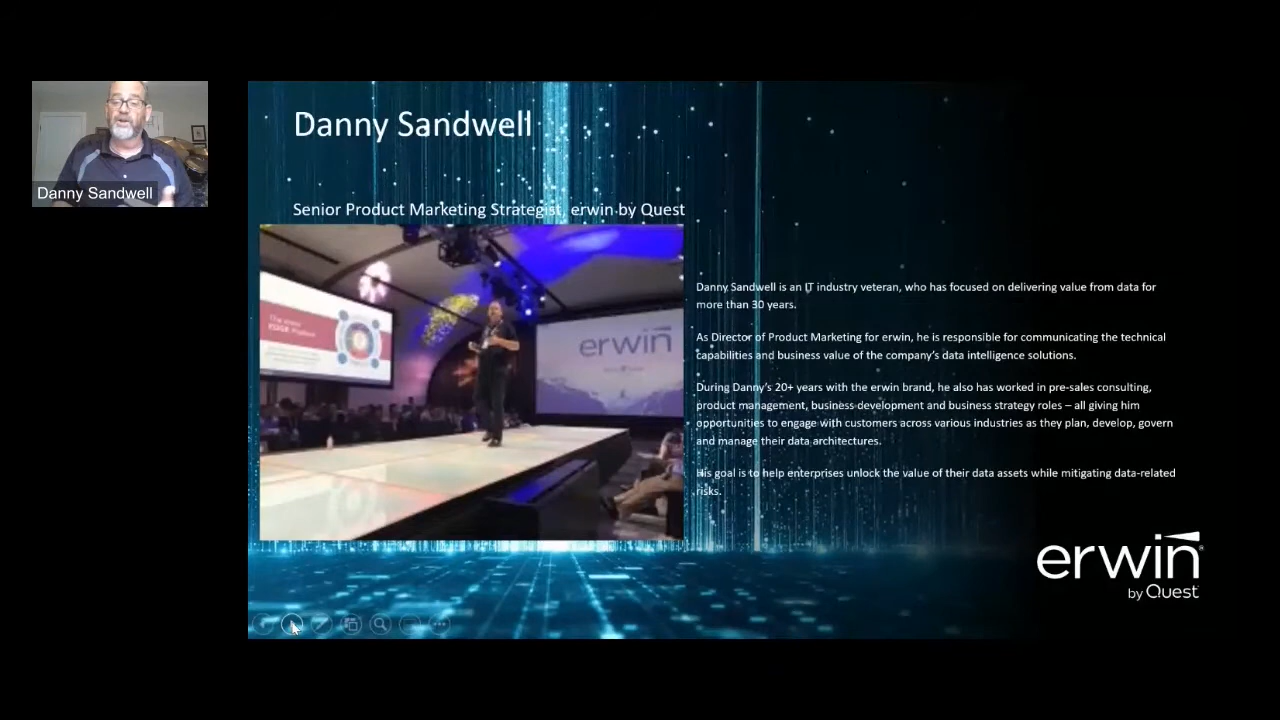 Danny Sandwell
Danny Sandwell
Senior Product Marketing Strategist, erwin by Quest
erwin
Danny Sandwell is an IT industry veteran, who has focused on delivering value from data for
more than 30 years.
As Director of Product Marketing for erwin, he is responsible for communicating the technical
capabilities and business value of the company's data intelligence solutions.
During Danny's 20+ years with the erwin brand, he also has worked in pre-sales consulting,
product management, business development and business strategy roles – all giving him
opportunities to engage with customers across various industries as they plan, develop, govern
and manage their data architectures.
His goal is to help enterprises unlock the value of their data assets while mitigating data-related
risks.
erwin®
by Quest